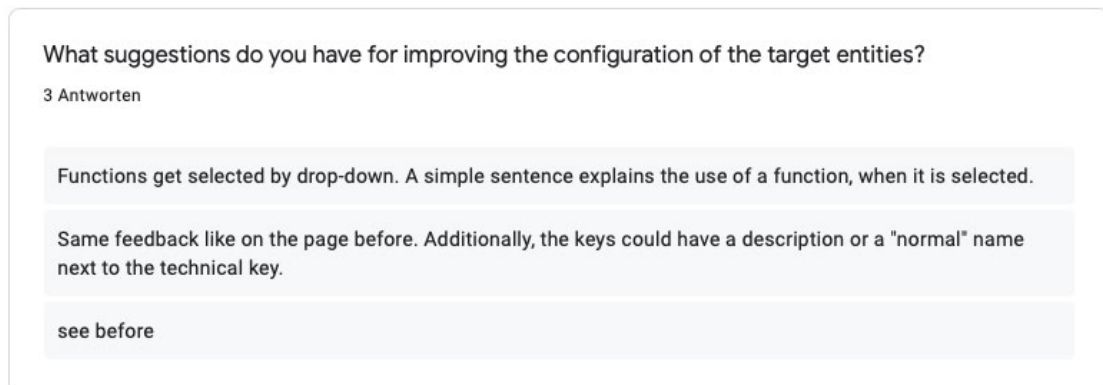 What suggestions do you have for improving the configuration of the target entities?
3 Antworten
Functions get selected by drop-down. A simple sentence explains the use of a function, when it is selected.
Same feedback like on the page before. Additionally, the keys could have a description or a "normal" name
next to the technical key.
see before